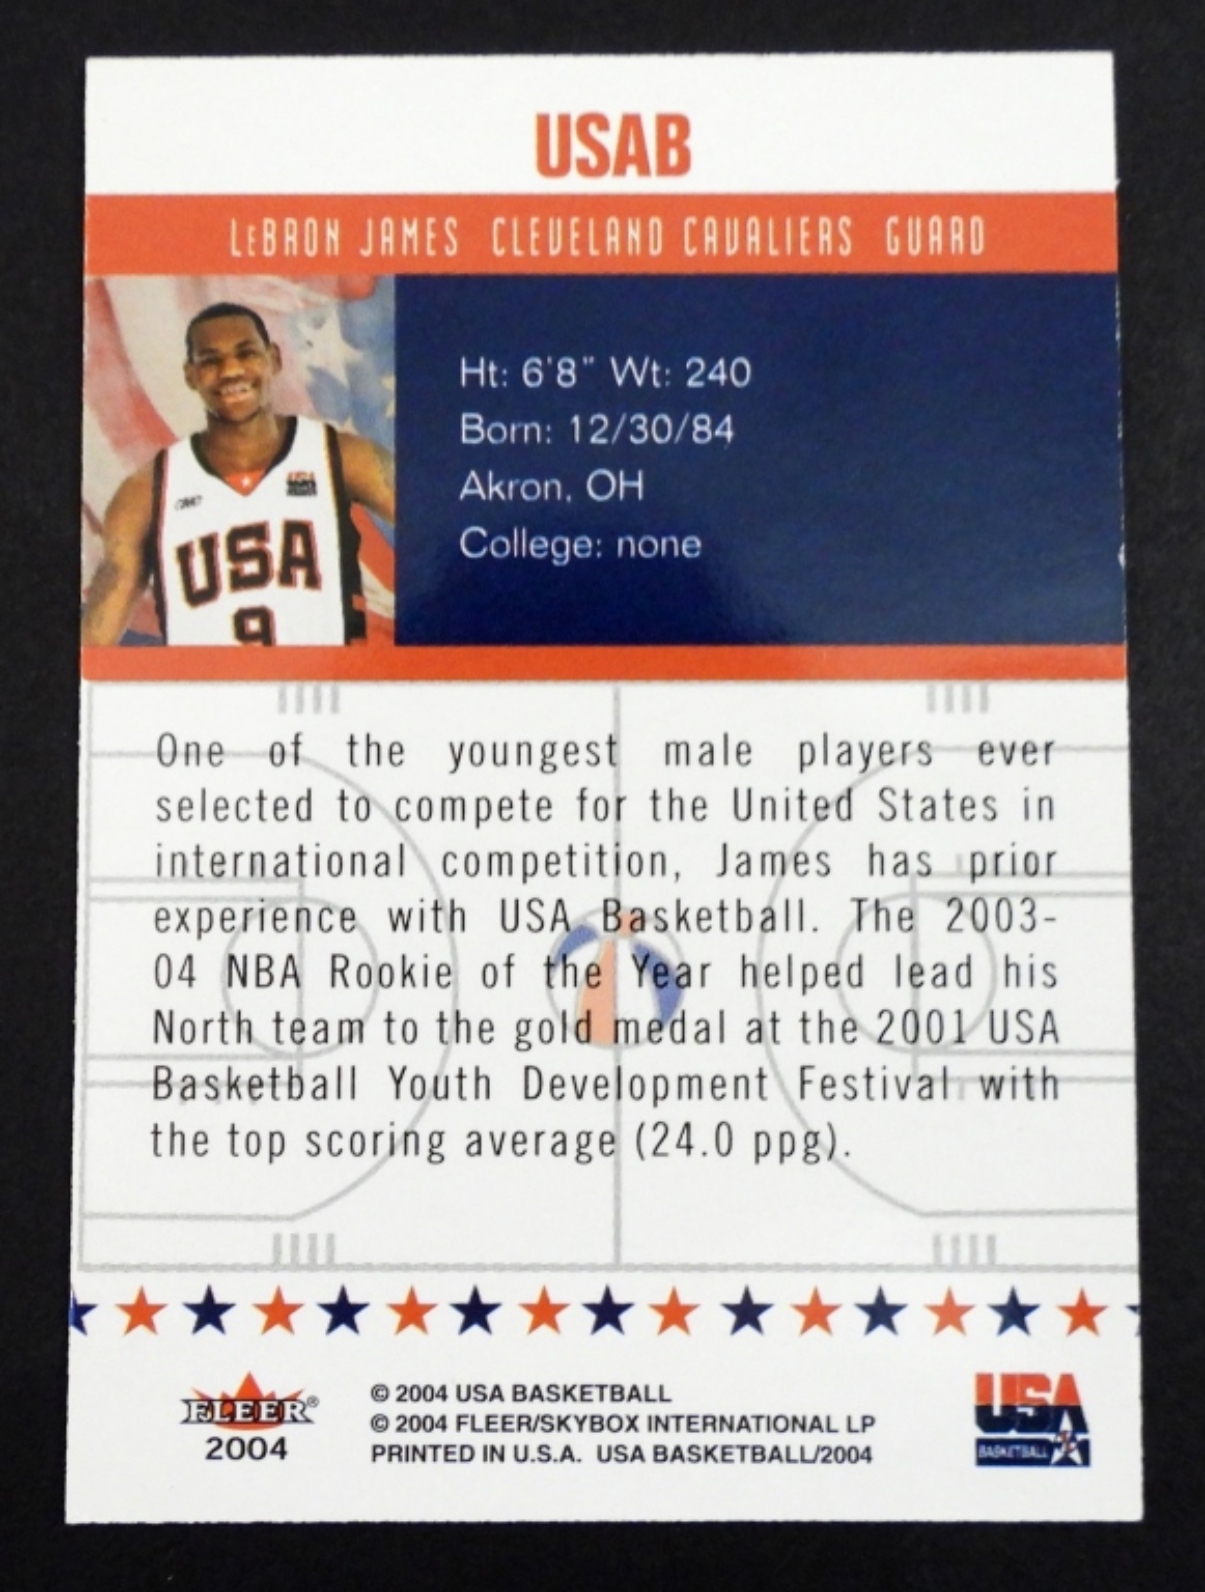 USAB
LeBRON JAMES CLEVELAND CAVALIERS GUARD
Ht: 6'8" Wt: 240
Born: 12/30/84
Akron, OH
College: none
USA
USA
9
One of the youngest male players ever
selected to compete for the United States in
international competition, James has prior
experience with USA Basketball. The 2003-
04 NBA Rookie of the Year helped lead his
North team to the gold medal at the 2001 USA
Basketball Youth Development Festival with
the top scoring average (24.0 ppg).
FLEER®
2004
© 2004 USA BASKETBALL
© 2004 FLEER/SKYBOX INTERNATIONAL LP
PRINTED IN U.S.A. USA BASKETBALL/2004
USA
BASKETBALL